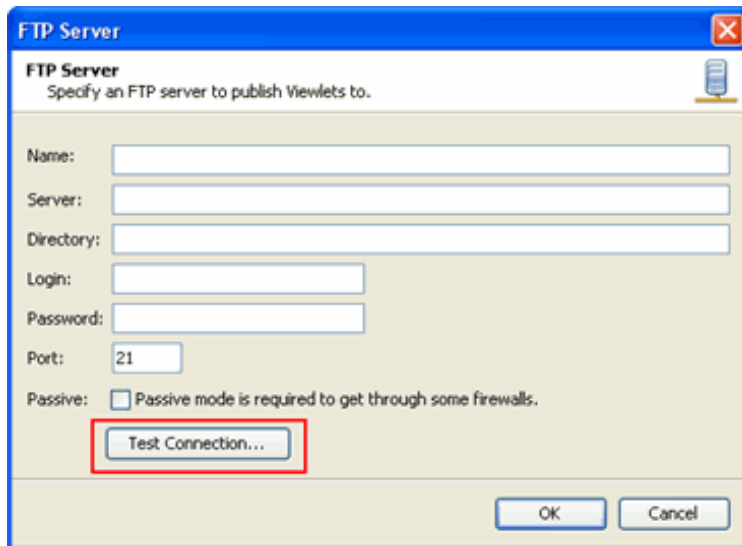 FTP Server
FTP Server
Specify an FTP server to publish Viewlets to.
Name:
Server:
Directory:
Login:
Password:
Port: 21
Passive: Passive mode is required to get through some firewalls.
Test Connection...
OK Cancel